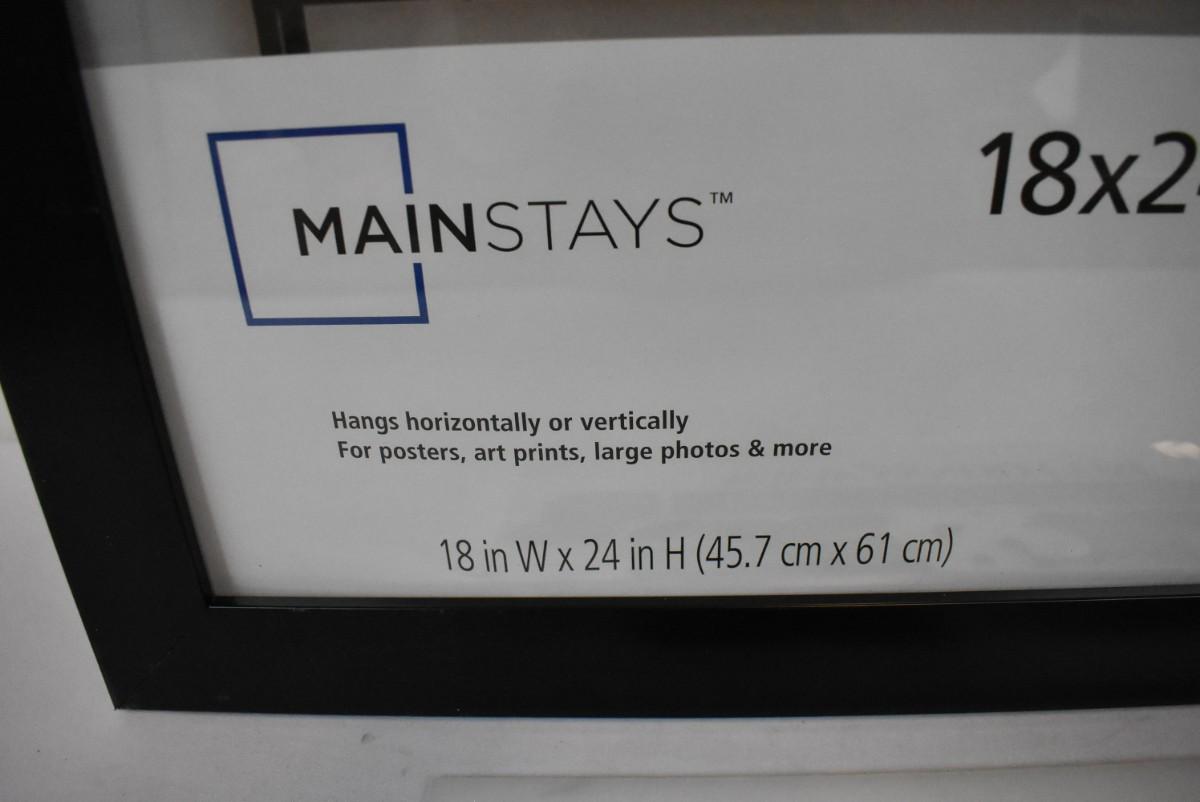 MAINSTAYS™
18x2
Hangs horizontally or vertically
For posters, art prints, large photos & more
18 in W x 24 in H (45.7 cm x 61 cm)